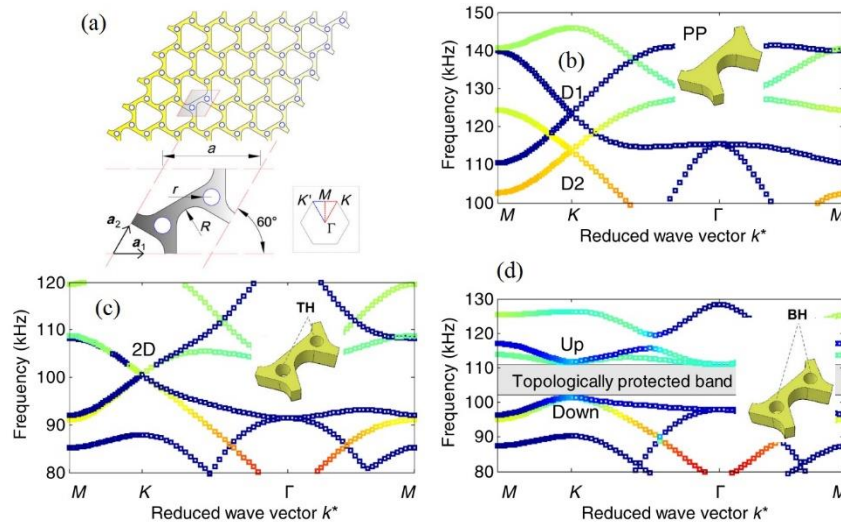 (a)
a
r
R
a₂
a₁
60°
K' M K
Γ
150
140
130
120
110
100
Frequency (kHz)
PP
(b)
D1
D2
M K Γ M
Reduced wave vector k*
120
110
100
90
80
Frequency (kHz)
(c)
2D
TH
M K Γ M
Reduced wave vector k*
130
120
110
100
90
80
Frequency (kHz)
(d)
BH
Up
Topologically protected band
Down
M K Γ M
Reduced wave vector k*